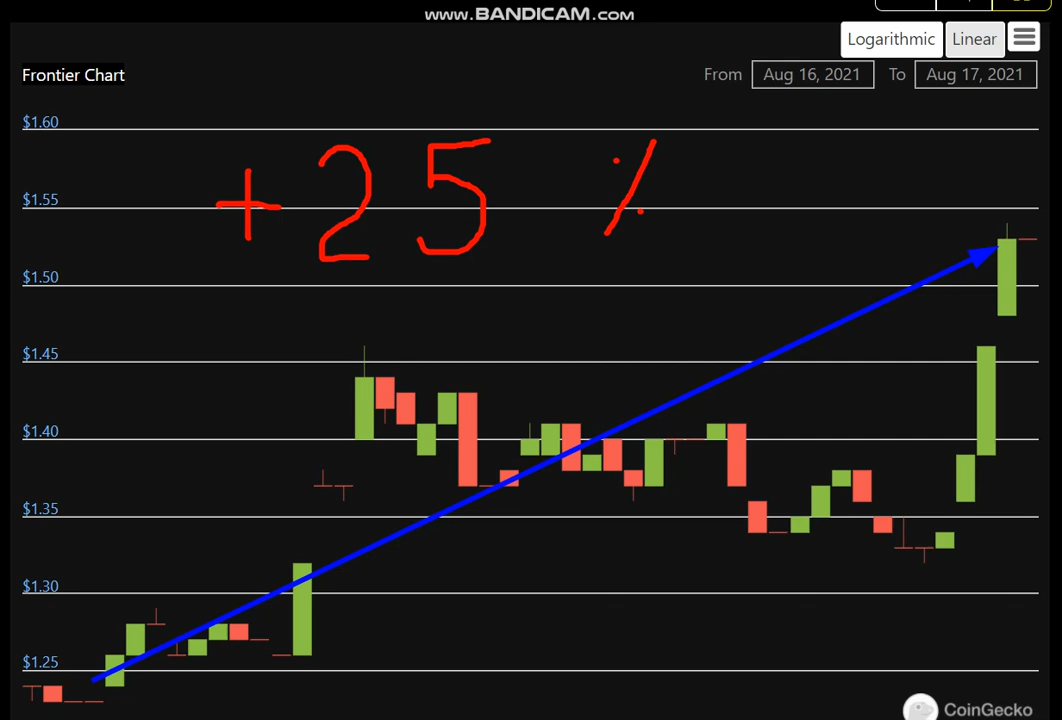 www.BANDICAM.com
Logarithmic Linear
Frontier Chart
From Aug 16, 2021 To Aug 17, 2021
$1.60
+ 25 %
$1.55
$1.50
$1.45
$1.40
$1.35
$1.30
$1.25
CoinGecko